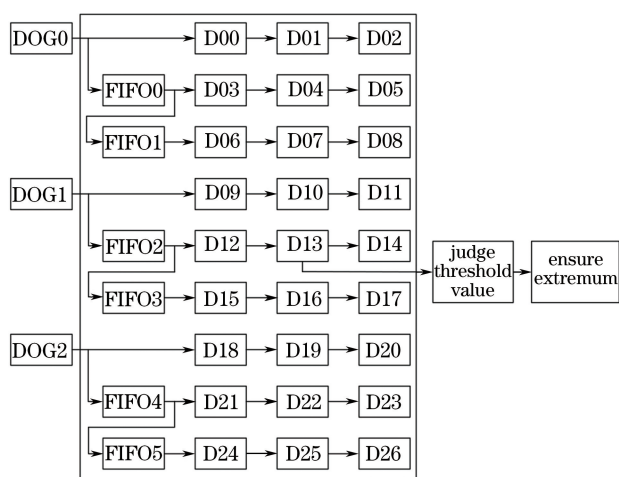 DOG0 D00 D01 D02
FIFO0 D03 D04 D05
FIFO1 D06 D07 D08
DOG1 D09 D10 D11
FIFO2 D12 D13 D14
judge
threshold
value
ensure
extremum
FIFO3 D15 D16 D17
DOG2 D18 D19 D20
FIFO4 D21 D22 D23
FIFO5 D24 D25 D26